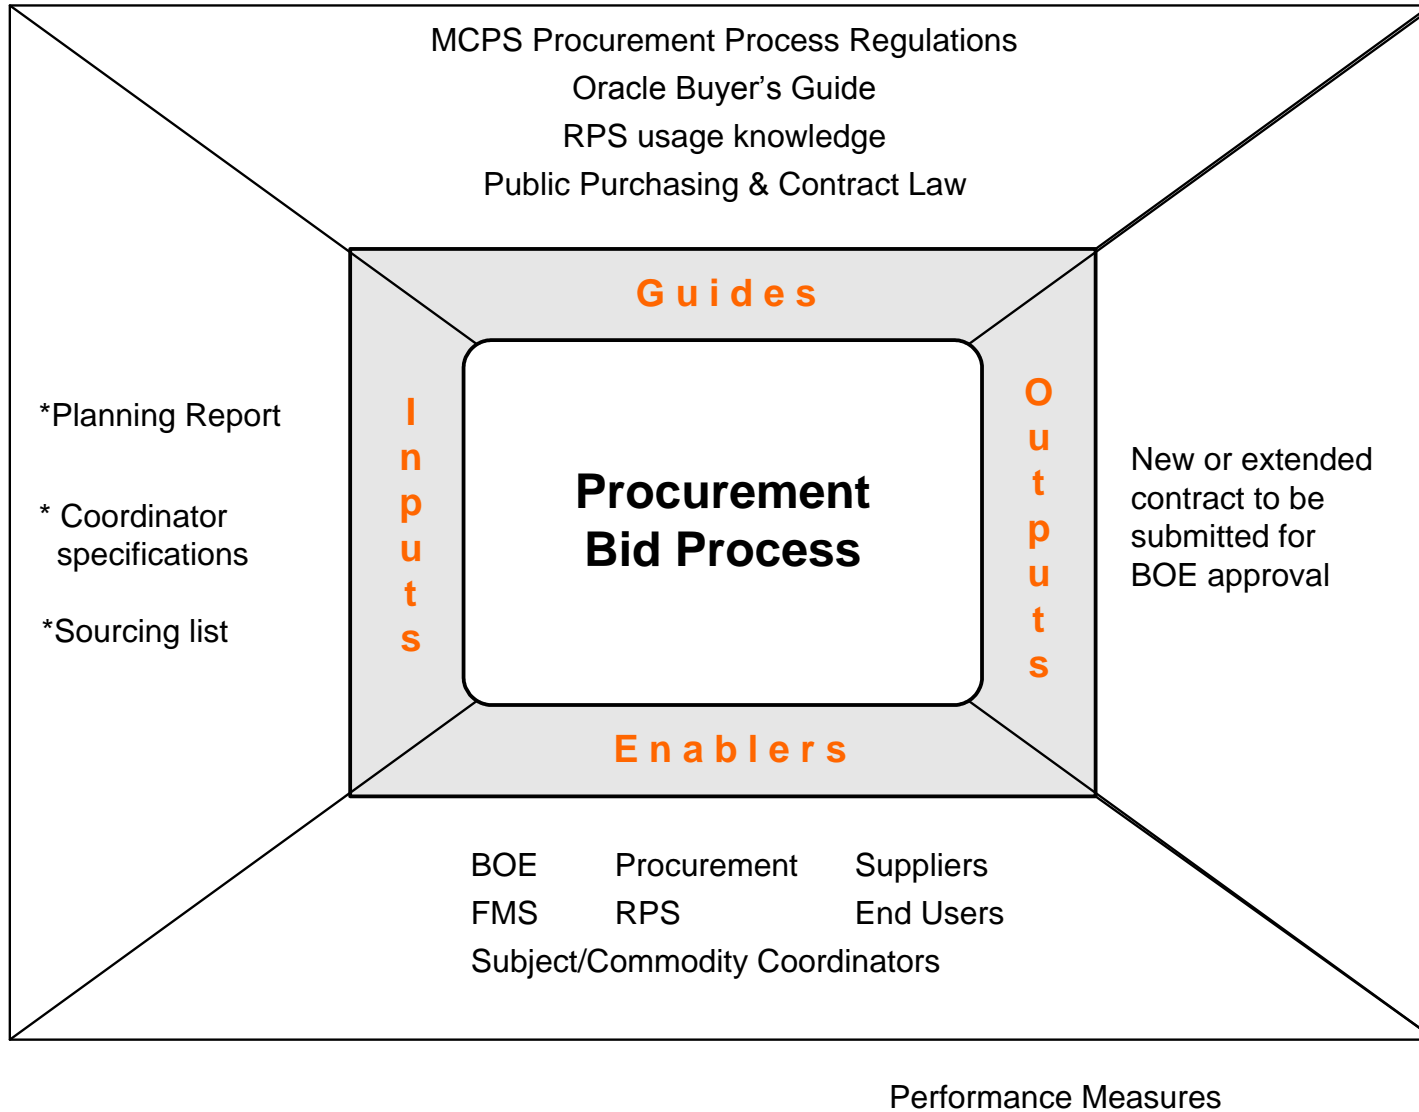 MCPS Procurement Process Regulations
Oracle Buyer’s Guide
RPS usage knowledge
Public Purchasing & Contract Law
Guides
*Planning Report
* Coordinator
specifications
*Sourcing list
Inputs
Procurement
Bid Process
Outputs
New or extended
contract to be
submitted for
BOE approval
Enablers
BOE Procurement Suppliers
FMS RPS End Users
Subject/Commodity Coordinators
Performance Measures